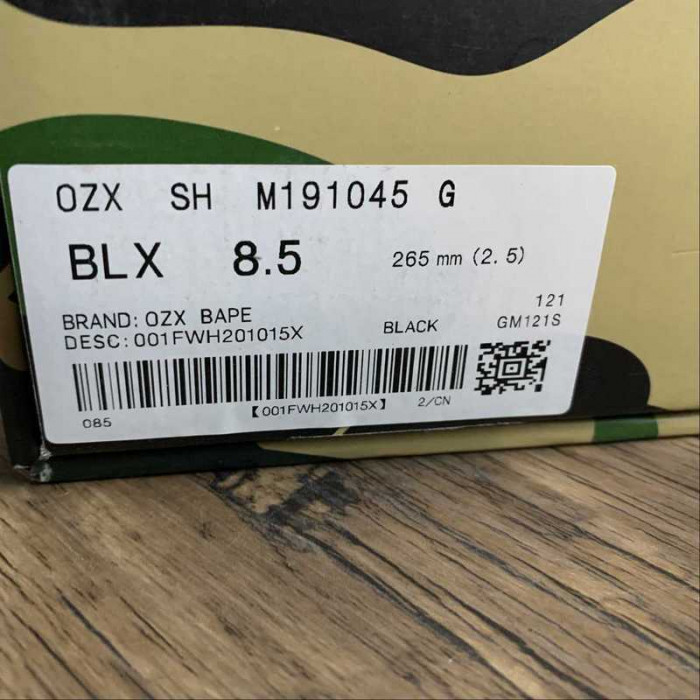 OZX SH M191045 G
BLX 8.5 265 mm (2.5)
121
BRAND: OZX BAPE
BLACK GM121S
DESC: 001FWH201015X
【001FWH201015X】 2/CN
085